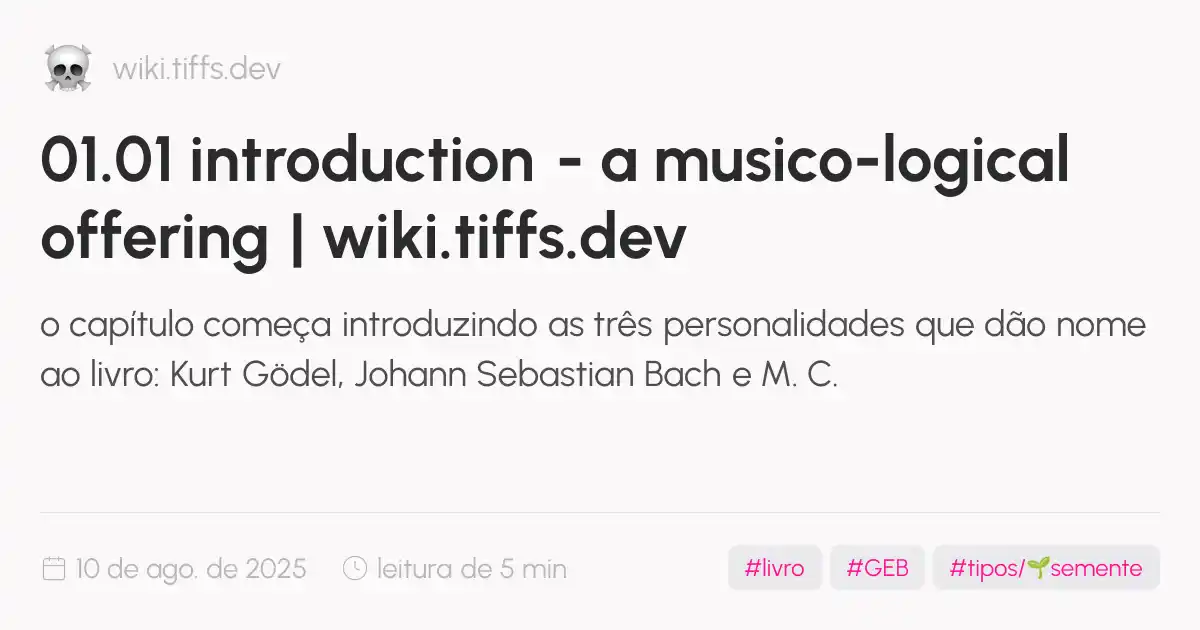 wiki.tiffs.dev
01.01 introduction - a musico-logical
offering | wiki.tiffs.dev
o capítulo começa introduzindo as três personalidades que dão nome
ao livro: Kurt Gödel, Johann Sebastian Bach e M. C.
10 de ago. de 2025 leitura de 5 min #livro #GEB #tipos/🌱semente